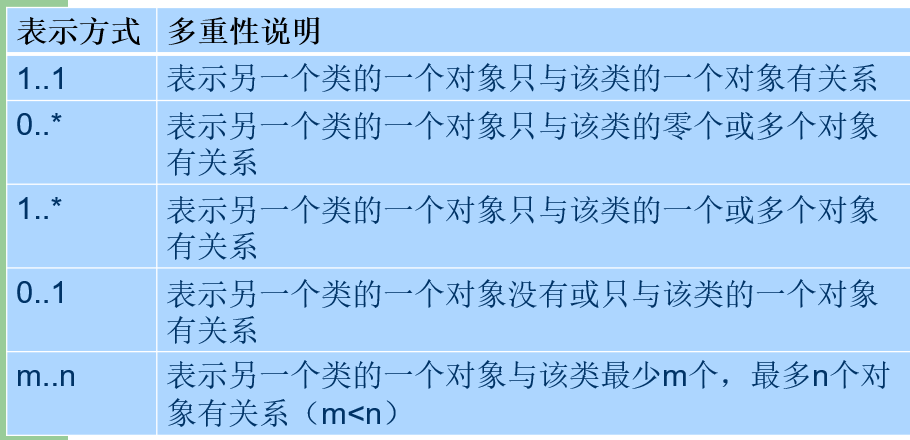 表示方式 多重性说明
1..1 表示另一个类的一个对象只与该类的一个对象有关系
0..* 表示另一个类的一个对象只与该类的零个或多个对象
有关系
1..* 表示另一个类的一个对象只与该类的一个或多个对象
有关系
0..1 表示另一个类的一个对象没有或只与该类的一个对象
有关系
m..n 表示另一个类的一个对象与该类最少m个，最多n个对
象有关系（m<n）